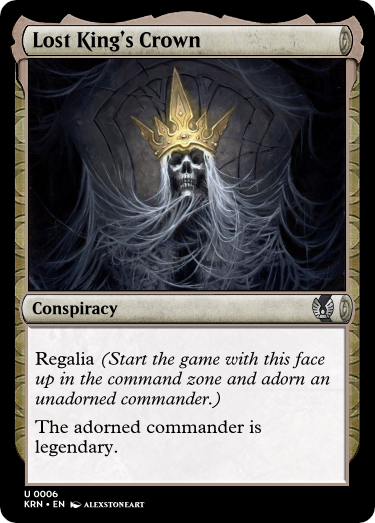 Lost King's Crown
Conspiracy
Regalia (Start the game with this face
up in the command zone and adorn an
unadorned commander.)
The adorned commander is
legendary.
U 0006
KRN • EN ALEXSTONEART